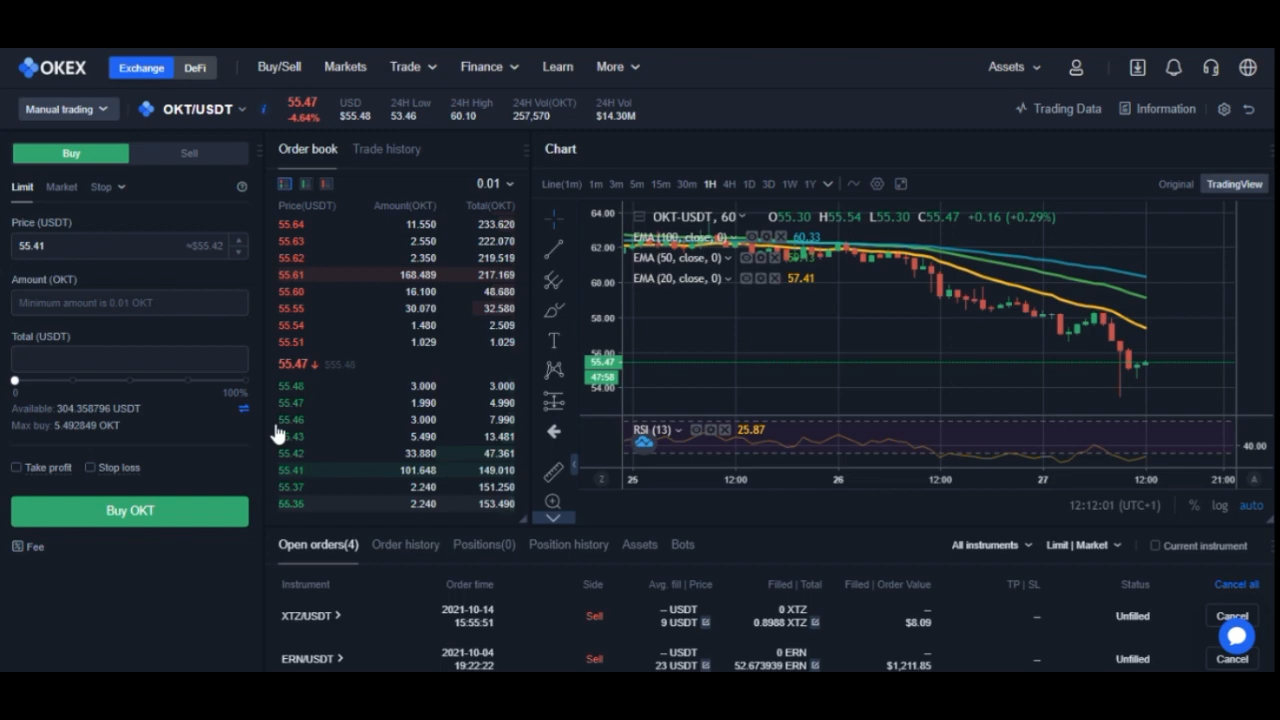 OKEX
Exchange DeFi
Buy/Sell Markets Trade Finance Learn More
Assets
Manual trading
OKT/USDT
55.47
-4.64%
USD
$55.48
24H Low
53.46
24H High
60.10
24H Vol(OKT)
257,570
24H Vol
$14.30M
Trading Data Information
Buy Sell
Limit Market Stop
Price (USDT)
55.41 ≈$55.42
Amount (OKT)
Minimum amount is 0.01 OKT
Total (USDT)
0 100%
Available: 304.358796 USDT
Max buy: 5.492849 OKT
Take profit Stop loss
Buy OKT
Fee
Order book Trade history
0.01
Price(USDT) Amount(OKT) Total(OKT)
55.64 11.550 233.620
55.63 2.550 222.070
55.62 2.350 219.519
55.61 168.489 217.169
55.60 16.100 48.680
55.55 30.070 32.580
55.54 1.480 2.509
55.51 1.029 1.029
55.47 $55.48
55.48 3.000 3.000
55.47 1.990 4.990
55.46 3.000 7.990
55.43 5.490 13.481
55.42 33.880 47.361
55.41 101.648 149.010
55.37 2.240 151.250
55.35 2.240 153.490
Chart
Line(1m) 1m 3m 5m 15m 30m 1H 4H 1D 3D 1W 1Y
Original TradingView
OKT-USDT, 60 O55.30 H55.54 L55.30 C55.47 +0.16 (+0.29%)
EMA (100, close, 0) 60.33
EMA (50, close, 0)
EMA (20, close, 0) 57.41
64.00
62.00
60.00
58.00
56.00
55.47
47:58
54.00
RSI (13) 25.87
40.00
Z 25 12:00 26 12:00 27 12:00 21:00 A
12:12:01 (UTC+1) % log auto
Open orders(4) Order history Positions(0) Position history Assets Bots
All instruments Limit | Market Current instrument
Instrument Order time Side Avg. fill | Price Filled | Total Filled | Order Value TP | SL Status Cancel all
XTZ/USDT
2021-10-14
15:55:51
Sell
-- USDT
9 USDT
0 XTZ
0.8988 XTZ
--
$8.09
--
Unfilled
Cancel
ERN/USDT
2021-10-04
19:22:22
Sell
-- USDT
23 USDT
0 ERN
52.673939 ERN
--
$1,211.85
--
Unfilled
Cancel